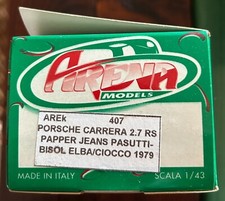 ARENA
MODELS
AREk 407
PORSCHE CARRERA 2.7 RS
PAPPER JEANS PASUTTI-
BISOL ELBA/CIOCCO 1979
MADE IN ITALY SCALA 1/43